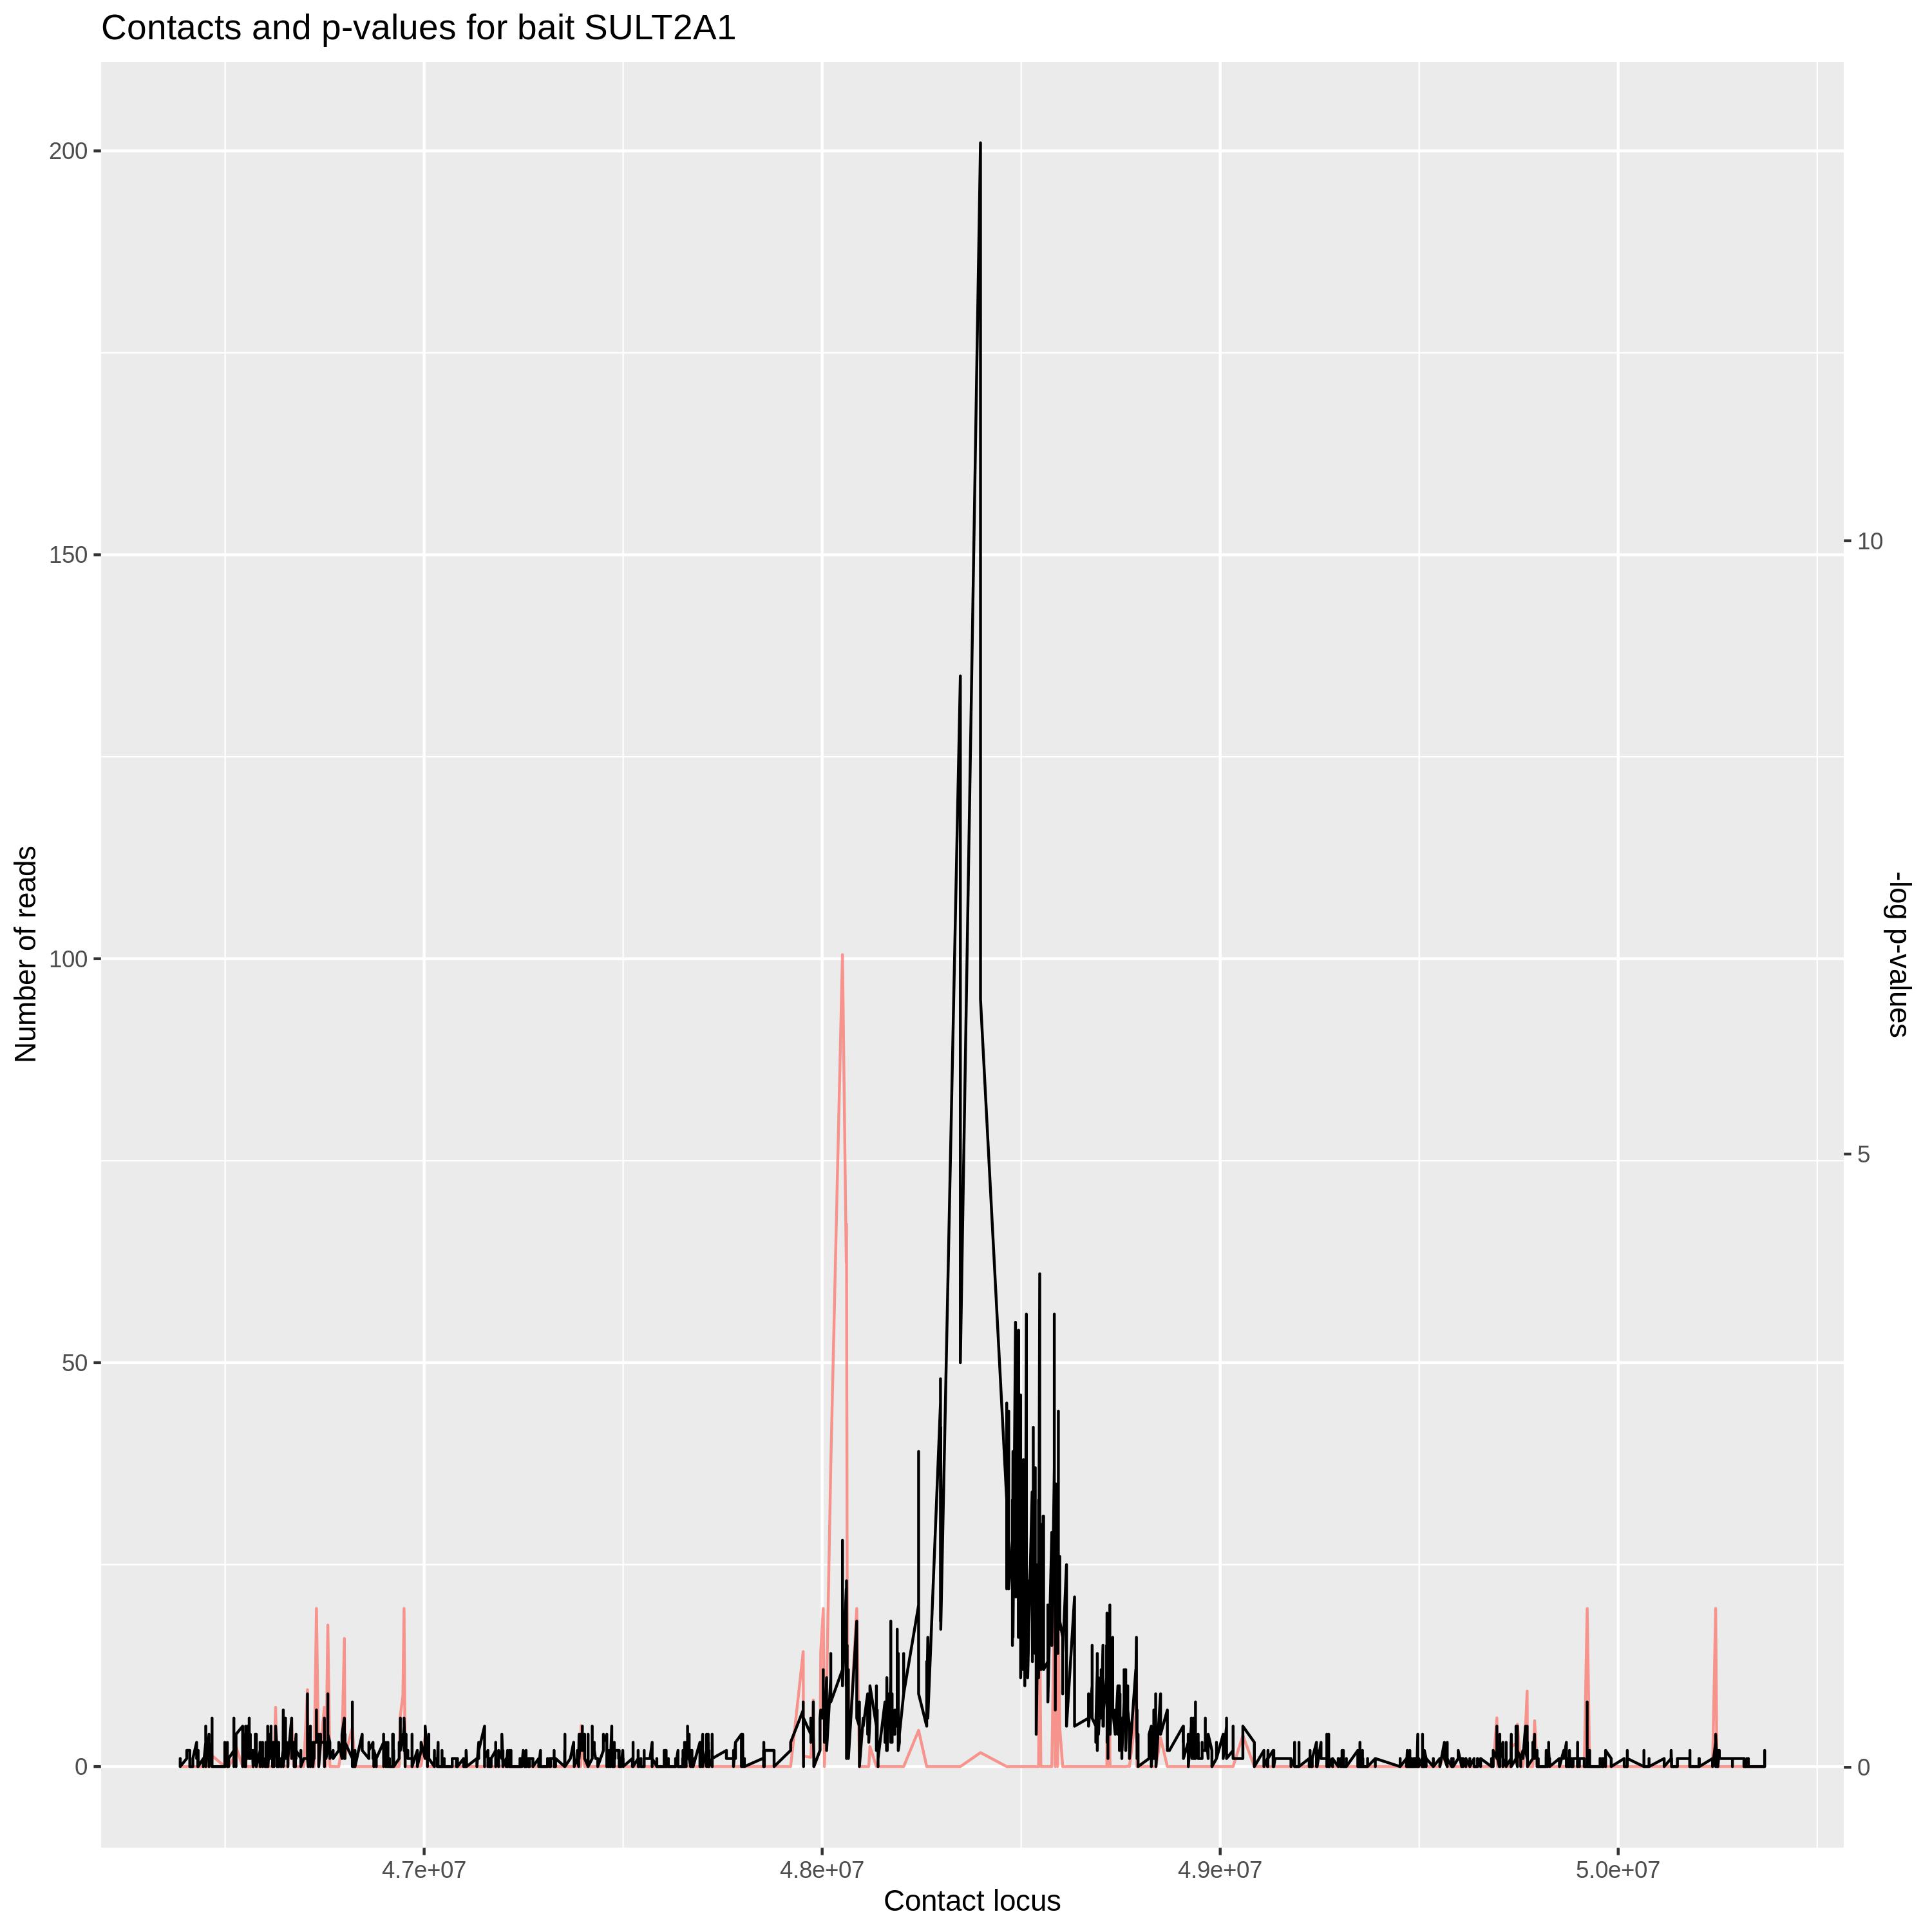 Contacts and p-values for bait SULT2A1
200
150
100
50
0
Number of reads
10
5
0
-log p-values
4.7e+07
4.8e+07
4.9e+07
5.0e+07
Contact locus